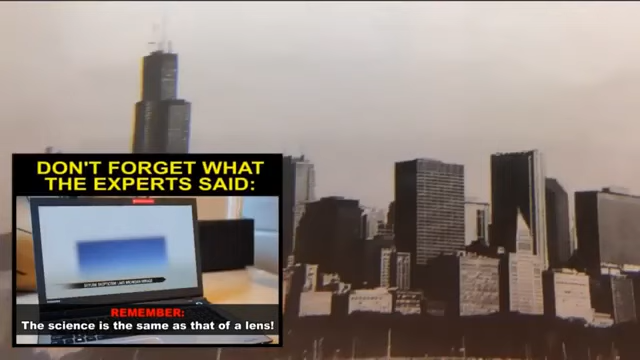 DON'T FORGET WHAT
THE EXPERTS SAID:
REMEMBER:
The science is the same as that of a lens!